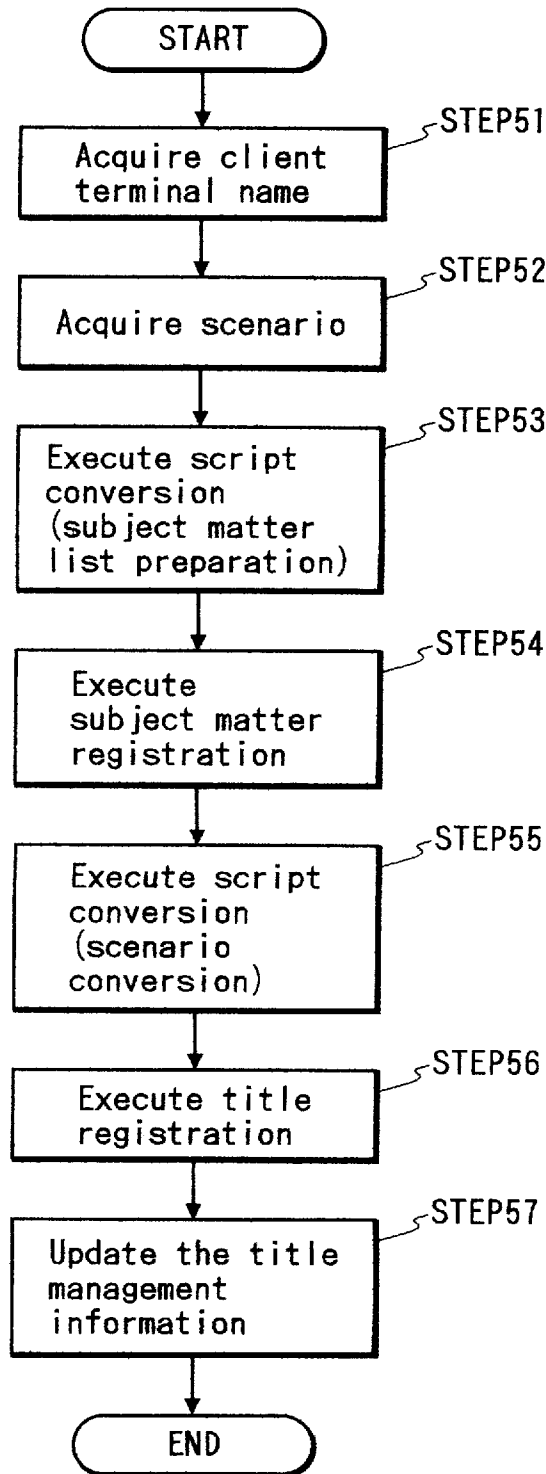 START
STEP51
Acquire client
terminal name
STEP52
Acquire scenario
STEP53
Execute script
conversion
(subject matter
list preparation)
STEP54
Execute
subject matter
registration
STEP55
Execute script
conversion
(scenario
conversion)
STEP56
Execute title
registration
STEP57
Update the title
management
information
END